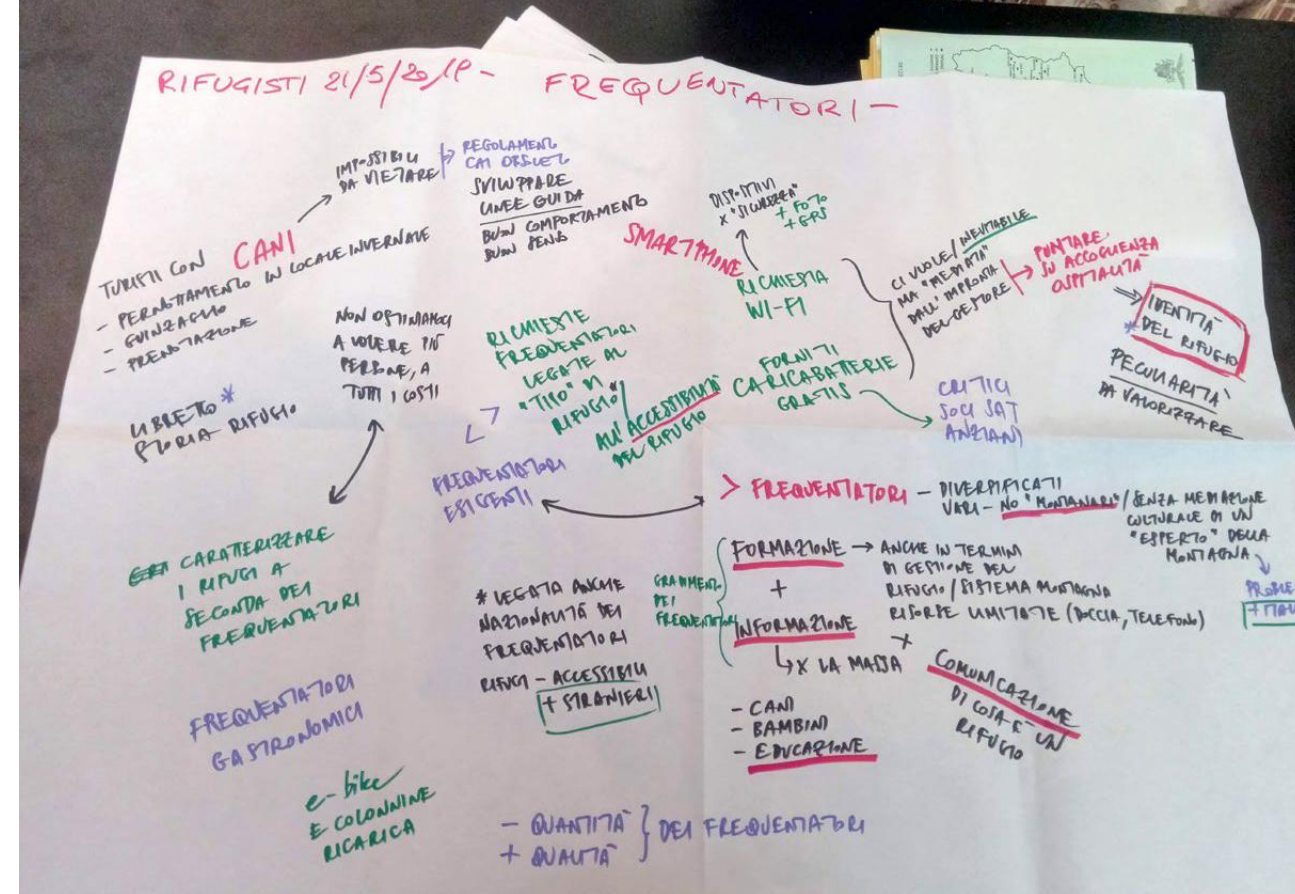 RIFUGISTI 21/5/2019 - FREQUENTATORI -
IMPOSSIBILI
DA VIETARE
REGOLAMENTI
CAI OBSLETI
SVILUPPARE
LINEE GUIDA
BUON COMPORTAMENTO
BUON SENSO
TURISTI CON CANI
- PERNOTTAMENTO IN LOCALE INVERNALE
- GUINZAGLIO
- PRENOTAZIONE
LIBRETTO *
STORIA RIFUGIO
NON OSTINIAMOCI
A VOLERE PIÙ
PERSONE, A
TUTTI I COSTI
SMARTPHONE
DISPOSITIVI
X "SICUREZZA"
+ FOTO
+ GPS
RICHIESTA
WI-FI
FORNITI
CARICABATTERIE
GRATIS
CI VUOLE / INEVITABILE
MA "MEDIATA"
DALL'IMPRONTA
DEL GESTORE
PUNTARE
SU ACCOGLIENZA
OSPITALITÀ
IDENTITÀ
* DEL RIFUGIO
PECULIARITÀ
DA VALORIZZARE
CRITICI
SOCI SAT
ANZIANI
RICHIESTE
FREQUENTATORI
LEGATE AL
"TIPO" DI
RIFUGIO /
ALL'ACCESSIBILITÀ
DEL RIFUGIO
< >
FREQUENTATORI
ESIGENTI
> FREQUENTATORI - DIVERSIFICATI
VARI - NO "MONTANARI" / SENZA MEDIAZIONE
CULTURALE DI UN
"ESPERTO" DELLA
MONTAGNA
CARATTERIZZARE
I RIFUGI A
SECONDA DEI
FREQUENTATORI
* LEGATA ANCHE
NAZIONALITÀ DEI
FREQUENTATORI
RIFUGI - ACCESSIBILI
+ STRANIERI
DEI
FREQUENTATORI
FORMAZIONE → ANCHE IN TERMINI
DI GESTIONE DEL
RIFUGIO / SISTEMA MONTAGNA
RISORSE LIMITATE (DOCCIA, TELEFONO)
+
INFORMAZIONE
X LA MASSA
+
COMUNICAZIONE
DI COSA È UN
RIFUGIO
- CANI
- BAMBINI
- EDUCAZIONE
FREQUENTATORI
GASTRONOMICI
e-bike
E COLONNINE
RICARICA
- QUANTITÀ
+ QUALITÀ
} DEI FREQUENTATORI